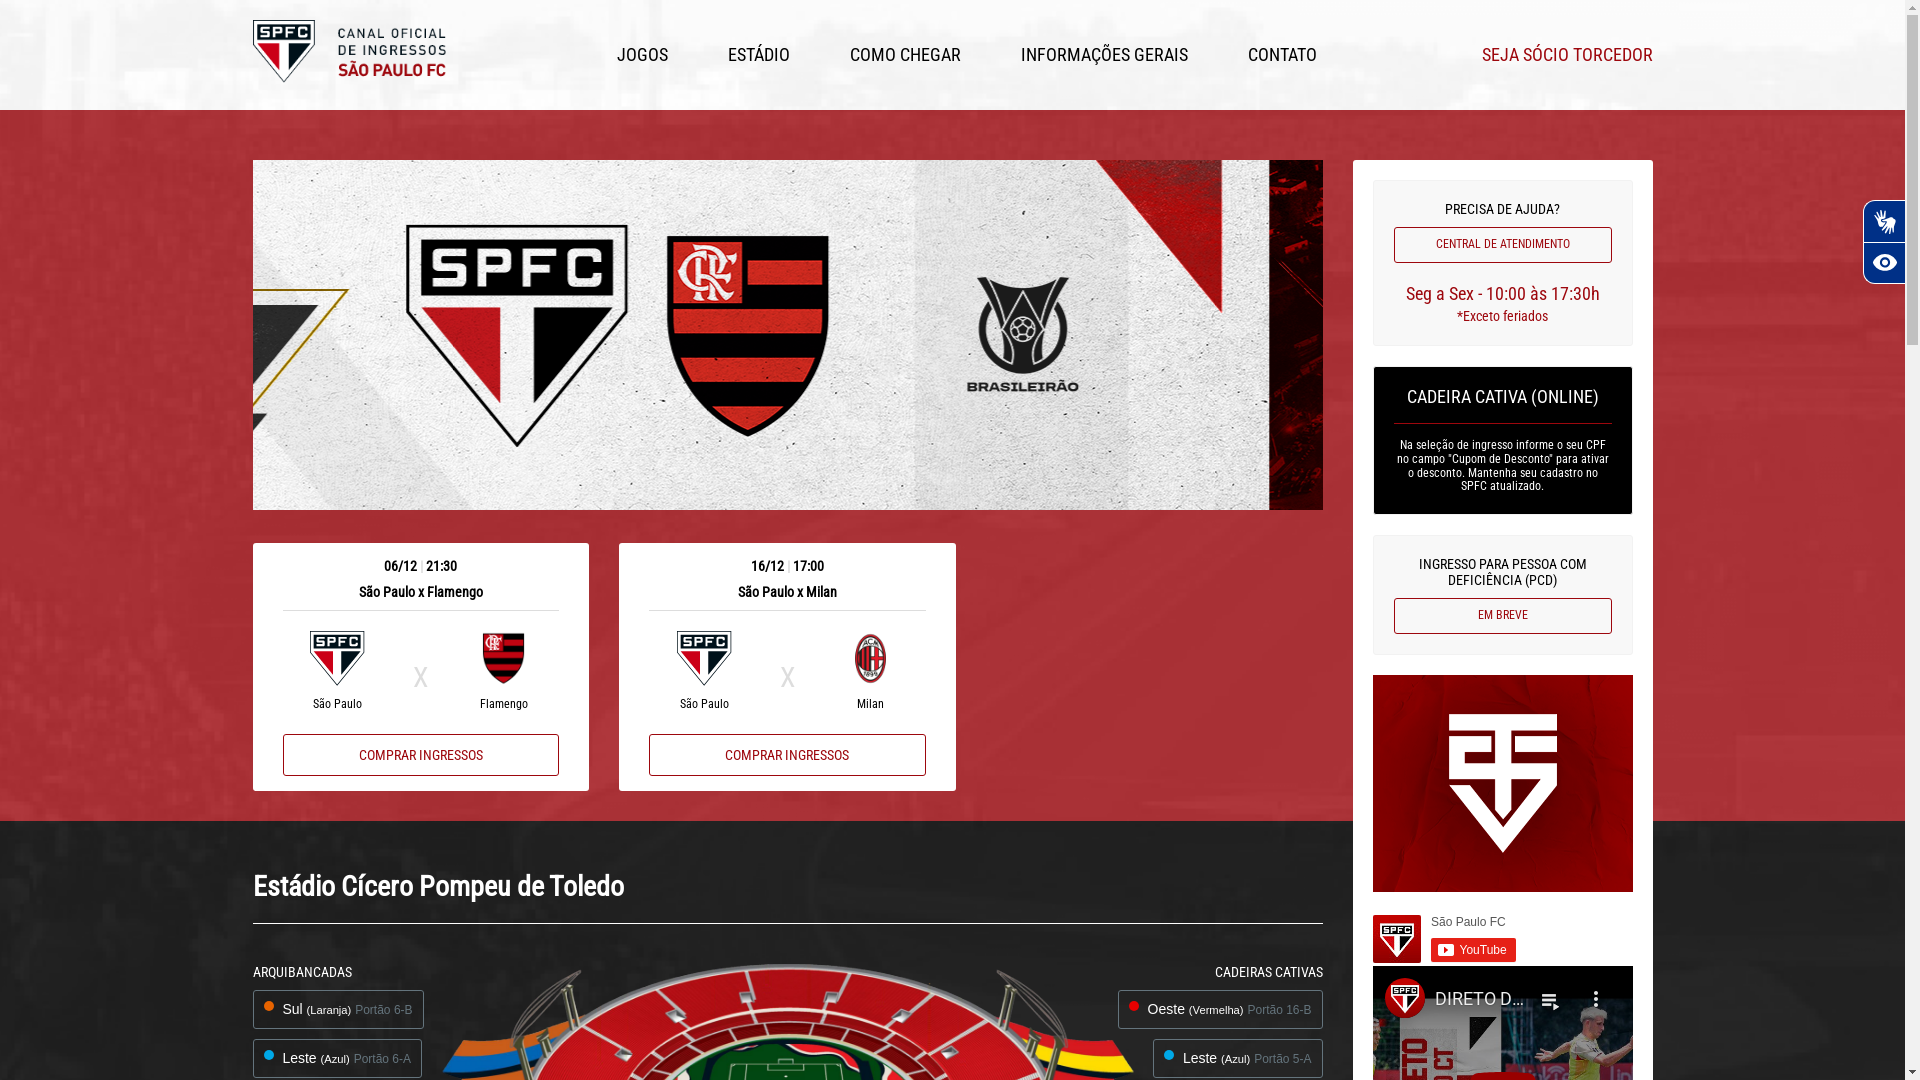 SPFC
CANAL OFICIAL
DE INGRESSOS
SÃO PAULO FC
JOGOS
ESTÁDIO
COMO CHEGAR
INFORMAÇÕES GERAIS
CONTATO
SEJA SÓCIO TORCEDOR
SPFC
CRF
BRASILEIRÃO
PRECISA DE AJUDA?
CENTRAL DE ATENDIMENTO
Seg a Sex - 10:00 às 17:30h
*Exceto feriados
CADEIRA CATIVA (ONLINE)
Na seleção de ingresso informe o seu CPF
no campo "Cupom de Desconto" para ativar
o desconto. Mantenha seu cadastro no
SPFC atualizado.
INGRESSO PARA PESSOA COM
DEFICIÊNCIA (PCD)
EM BREVE
06/12 | 21:30
São Paulo x Flamengo
SPFC
X
São Paulo
Flamengo
COMPRAR INGRESSOS
16/12 | 17:00
São Paulo x Milan
SPFC
X
São Paulo
Milan
COMPRAR INGRESSOS
Estádio Cícero Pompeu de Toledo
ARQUIBANCADAS
Sul (Laranja) Portão 6-B
Leste (Azul) Portão 6-A
CADEIRAS CATIVAS
Oeste (Vermelha) Portão 16-B
Leste (Azul) Portão 5-A
SPFC
São Paulo FC
YouTube
SPFC
DIRETO D...